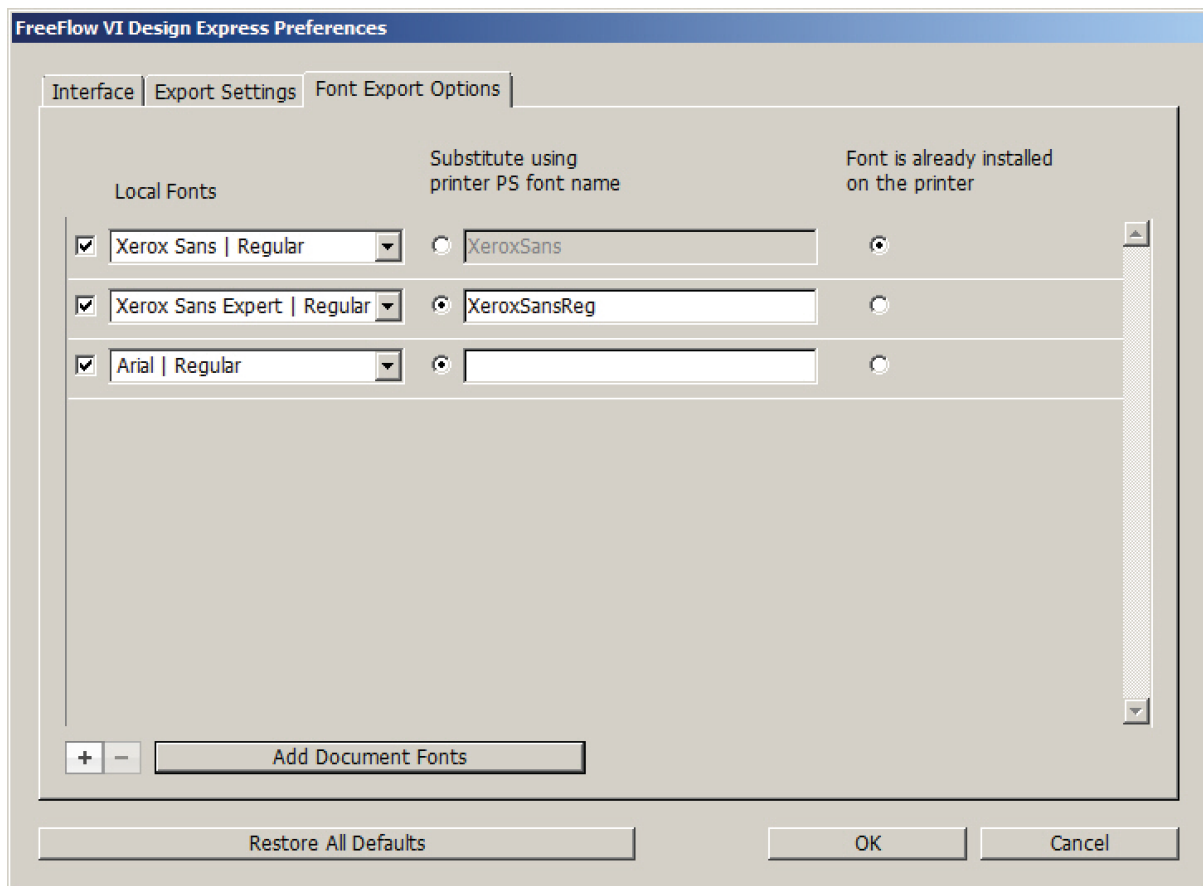 FreeFlow VI Design Express Preferences
Interface
Export Settings
Font Export Options
Local Fonts
Substitute using
printer PS font name
Font is already installed
on the printer
Xerox Sans | Regular
XeroxSans
Xerox Sans Expert | Regular
XeroxSansReg
Arial | Regular
+
−
Add Document Fonts
Restore All Defaults
OK
Cancel